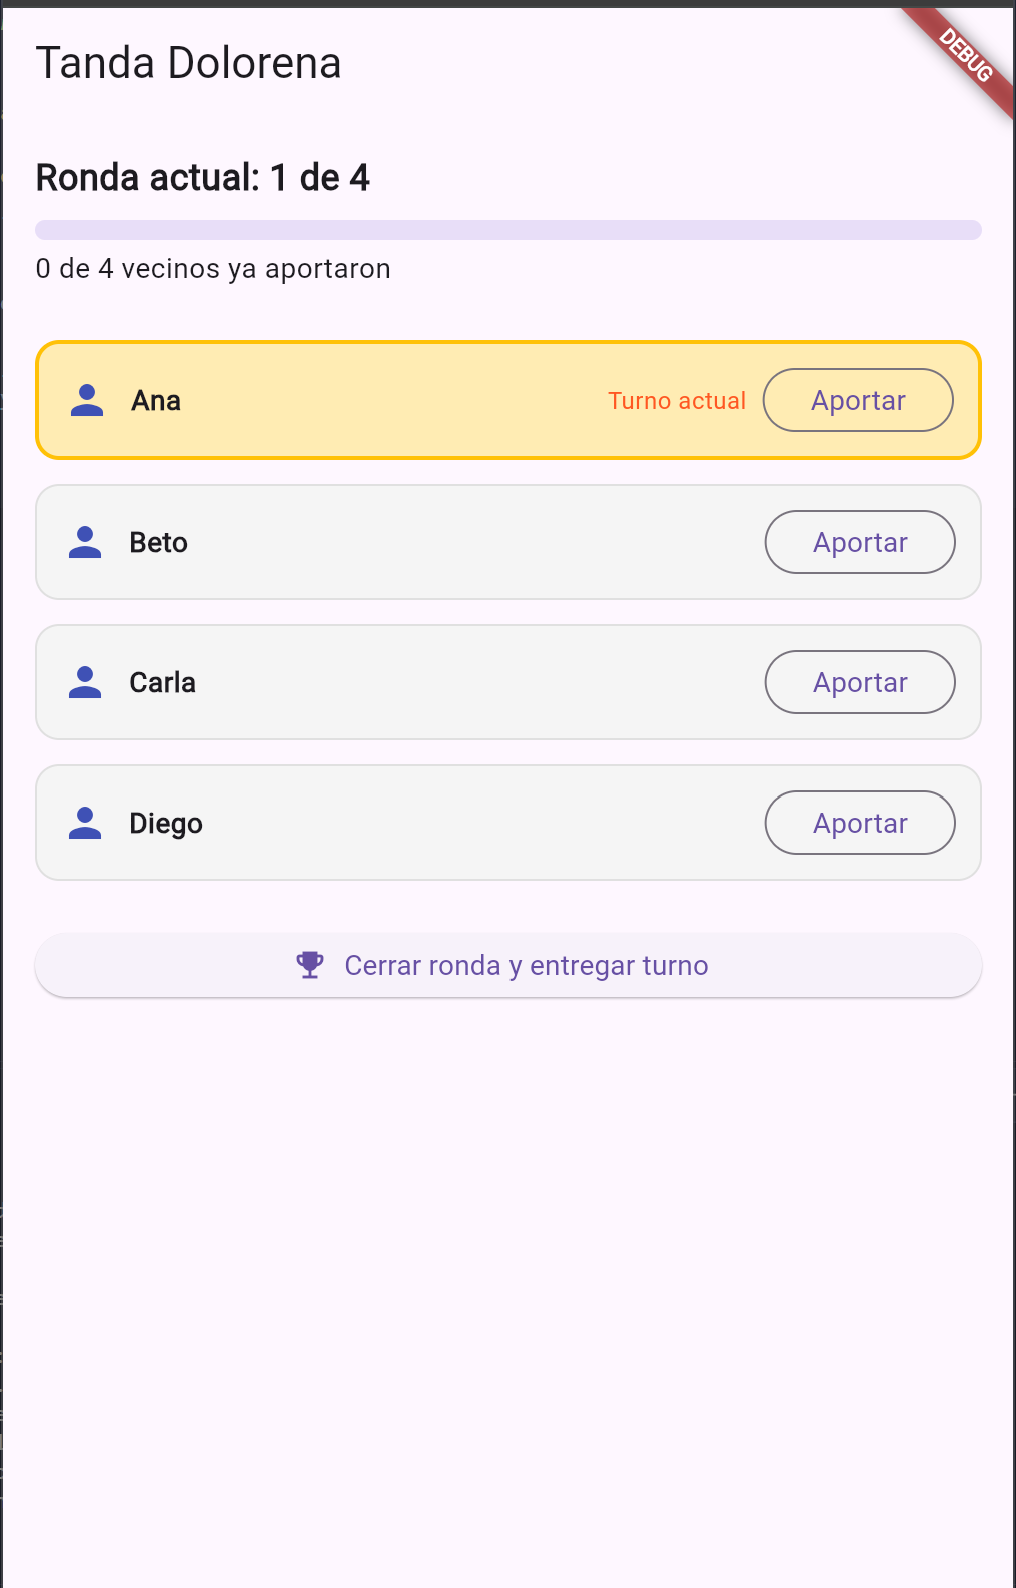 DEBUG
Tanda Dolorena
Ronda actual: 1 de 4
0 de 4 vecinos ya aportaron
Ana Turno actual Aportar
Beto Aportar
Carla Aportar
Diego Aportar
Cerrar ronda y entregar turno